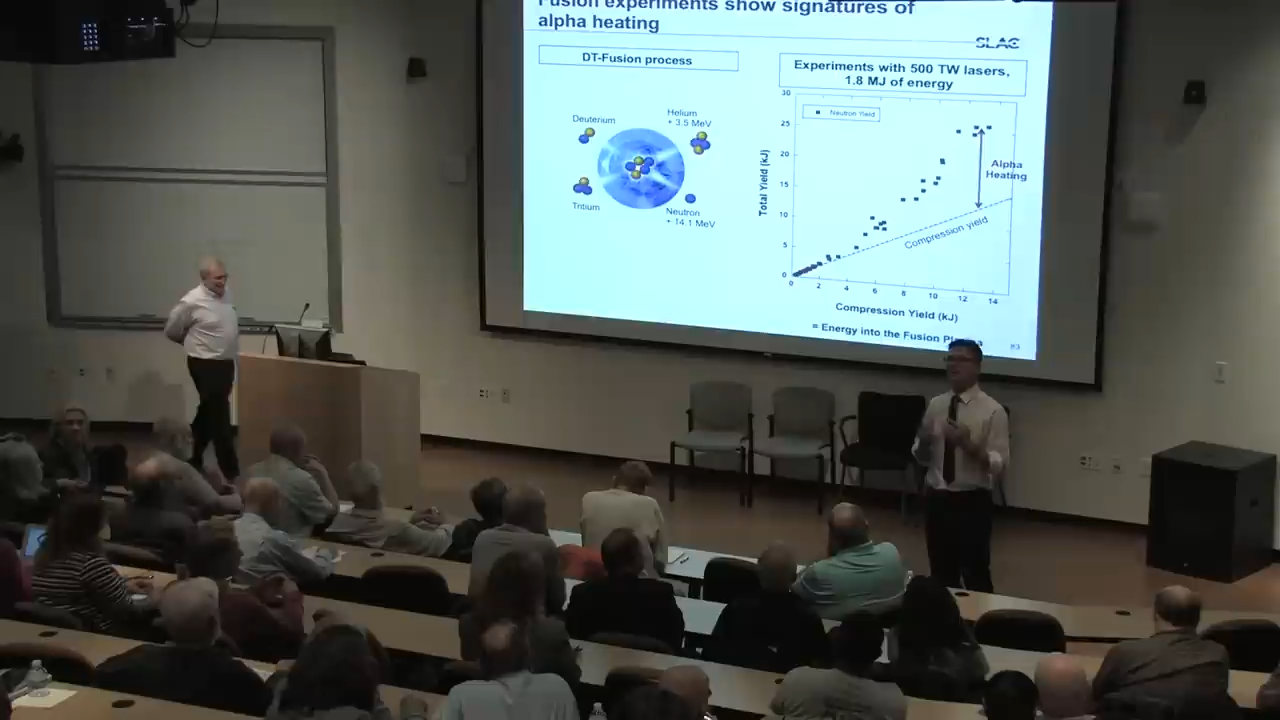 Fusion experiments show signatures of
alpha heating
SLAC
DT-Fusion process
Experiments with 500 TW lasers,
1.8 MJ of energy
Deuterium
Helium
+ 3.5 MeV
Tritium
Neutron
+ 14.1 MeV
30
25
20
15
10
5
0
Neutron Yield
Alpha
Heating
Compression yield
Total Yield (kJ)
0 2 4 6 8 10 12 14
Compression Yield (kJ)
= Energy into the Fusion